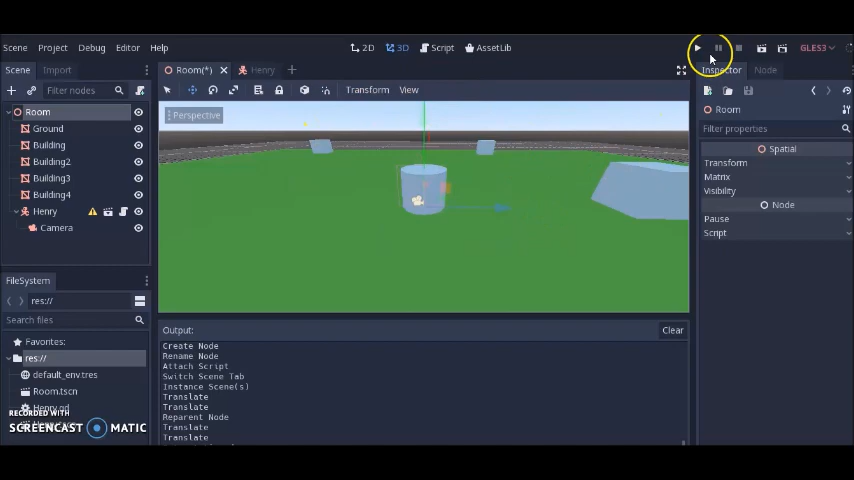 Scene Project Debug Editor Help 2D 3D Script AssetLib GLES3
Scene Import Room(*) Henry Inspector Node
Filter nodes Transform View
Room
Ground
Building
Building2
Building3
Building4
Henry
Camera
Perspective
Room
Filter properties
Spatial
Transform
Matrix
Visibility
Node
Pause
Script
FileSystem
res://
Search files
Favorites:
res://
default_env.tres
Room.tscn
Henry.gd
RECORDED WITH
SCREENCAST MATIC
Output: Clear
Create Node
Rename Node
Attach Script
Switch Scene Tab
Instance Scene(s)
Translate
Translate
Reparent Node
Translate
Translate